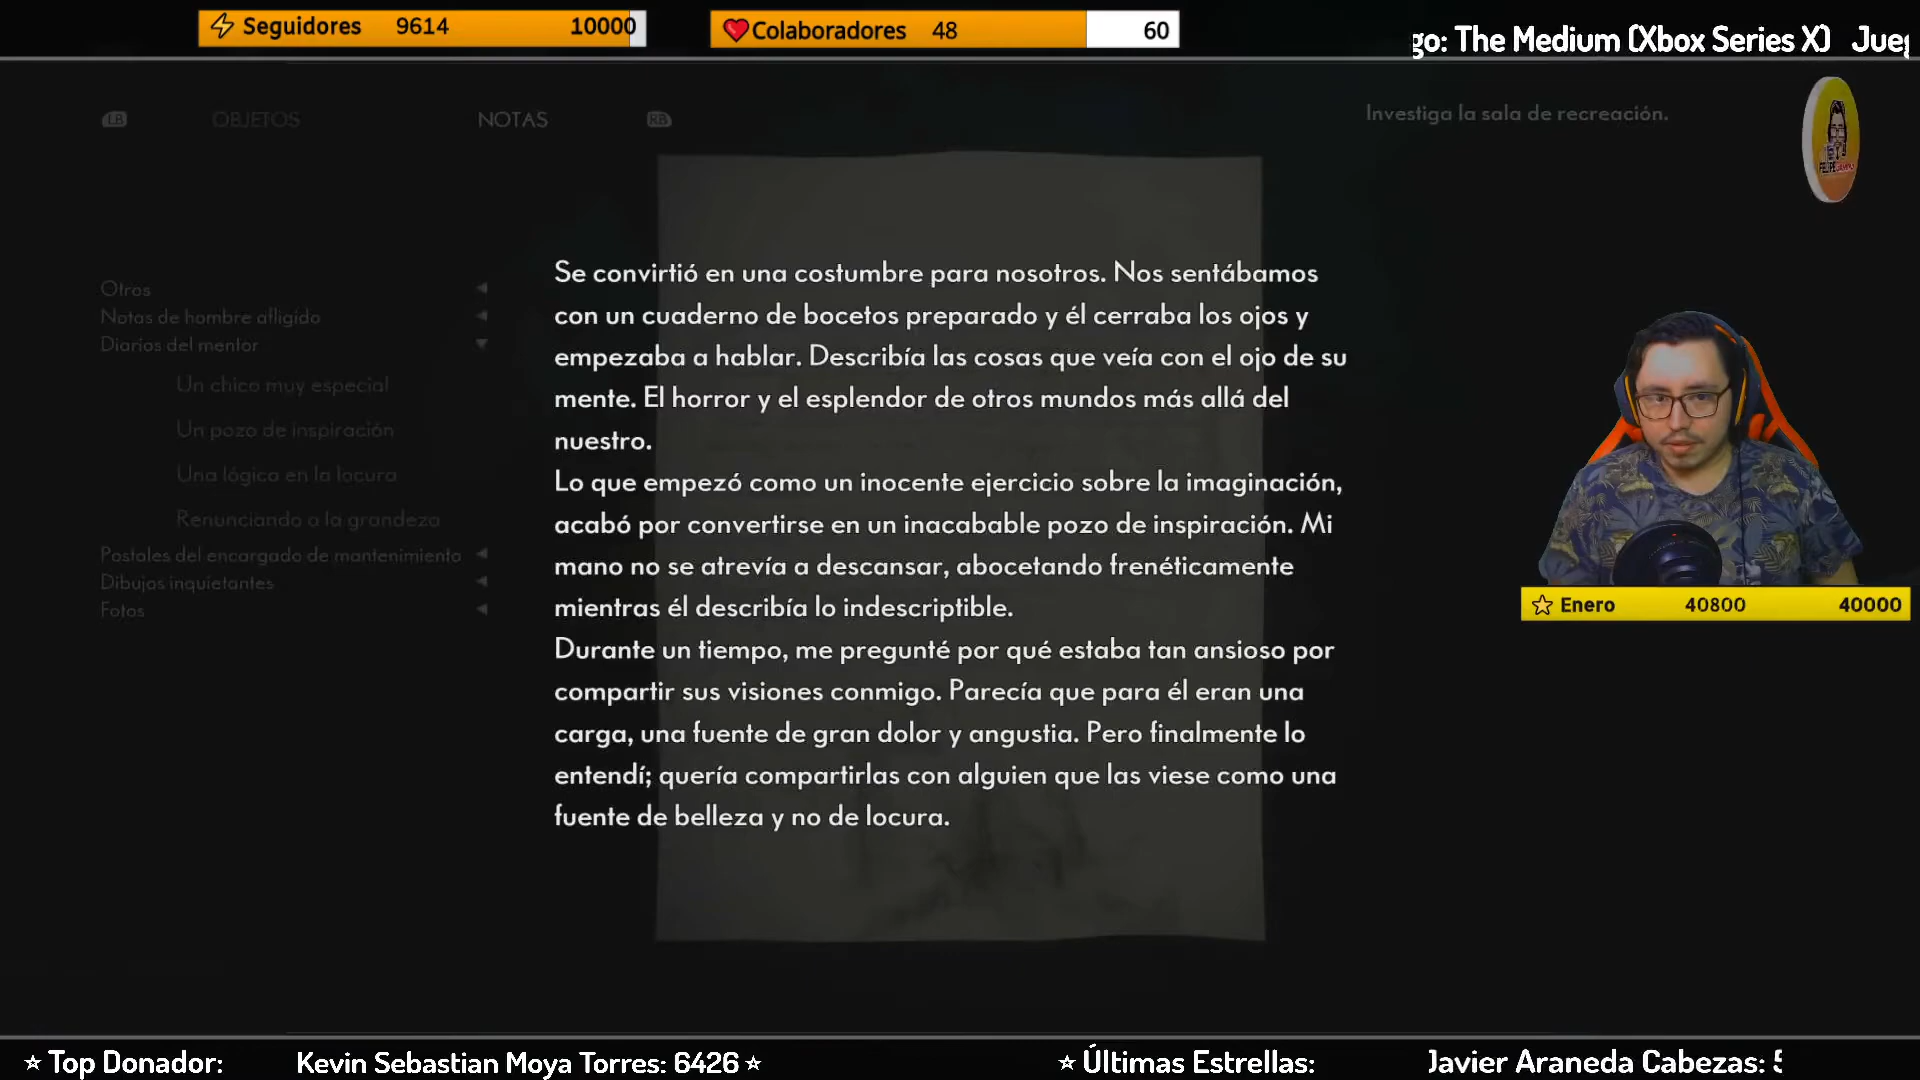 Seguidores 9614 10000
Colaboradores 48 60
go: The Medium (Xbox Series X) Jueg
LB OBJETOS NOTAS RB
Investiga la sala de recreación.
Otros
Notas de hombre afligido
Diarios del mentor
Un chico muy especial
Un pozo de inspiración
Una lógica en la locura
Renunciando a la grandeza
Postales del encargado de mantenimiento
Dibujos inquietantes
Fotos
Se convirtió en una costumbre para nosotros. Nos sentábamos
con un cuaderno de bocetos preparado y él cerraba los ojos y
empezaba a hablar. Describía las cosas que veía con el ojo de su
mente. El horror y el esplendor de otros mundos más allá del
nuestro.
Lo que empezó como un inocente ejercicio sobre la imaginación,
acabó por convertirse en un inacabable pozo de inspiración. Mi
mano no se atrevía a descansar, abocetando frenéticamente
mientras él describía lo indescriptible.
Durante un tiempo, me pregunté por qué estaba tan ansioso por
compartir sus visiones conmigo. Parecía que para él eran una
carga, una fuente de gran dolor y angustia. Pero finalmente lo
entendí; quería compartirlas con alguien que las viese como una
fuente de belleza y no de locura.
Enero 40800 40000
Top Donador: Kevin Sebastian Moya Torres: 6426
Últimas Estrellas: Javier Araneda Cabezas: